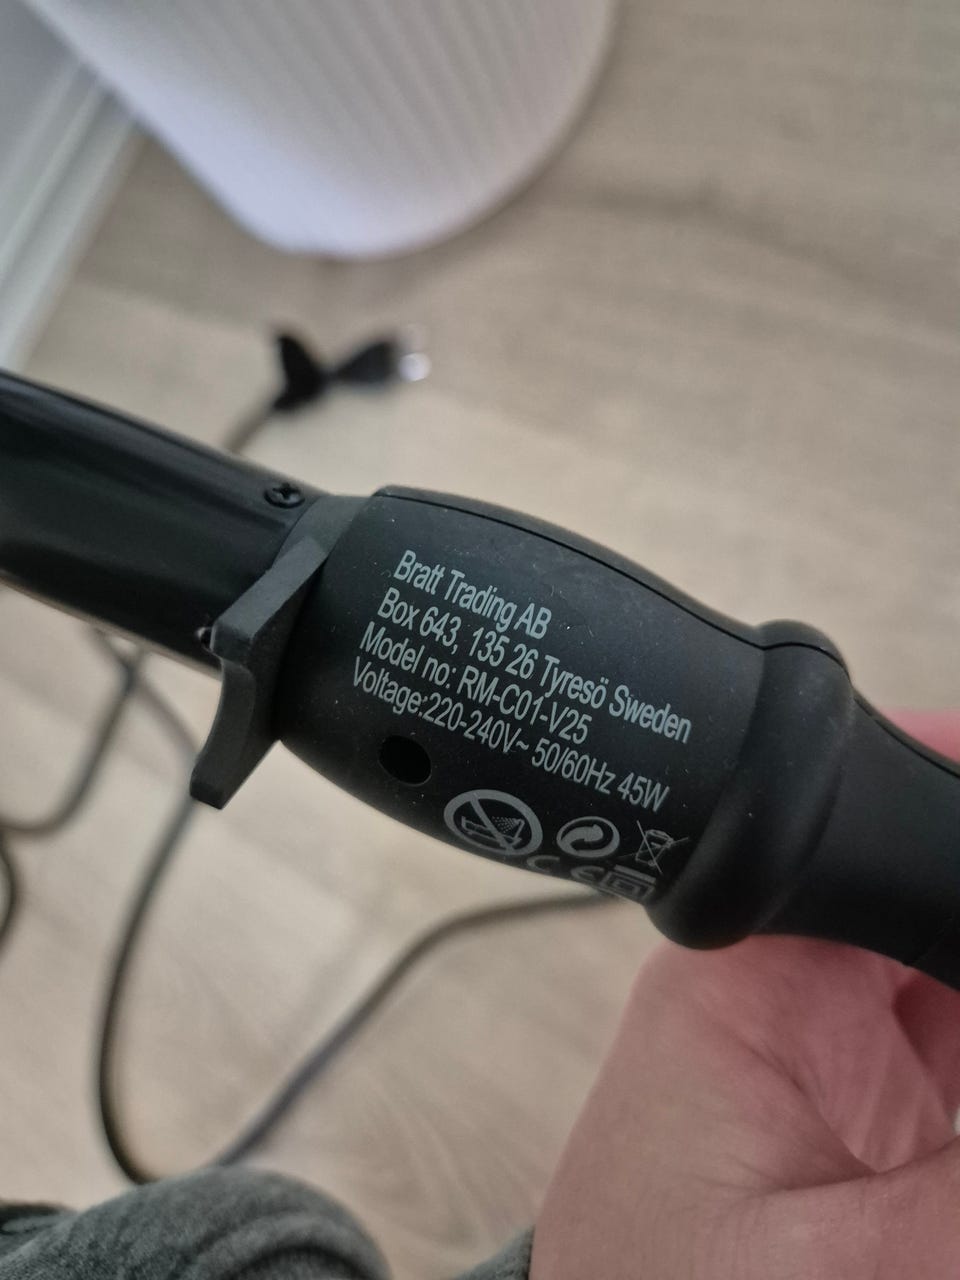 Bratt Trading AB
Box 643, 135 26 Tyresö Sweden
Model no: RM-C01-V25
Voltage:220-240V~ 50/60Hz 45W
CE